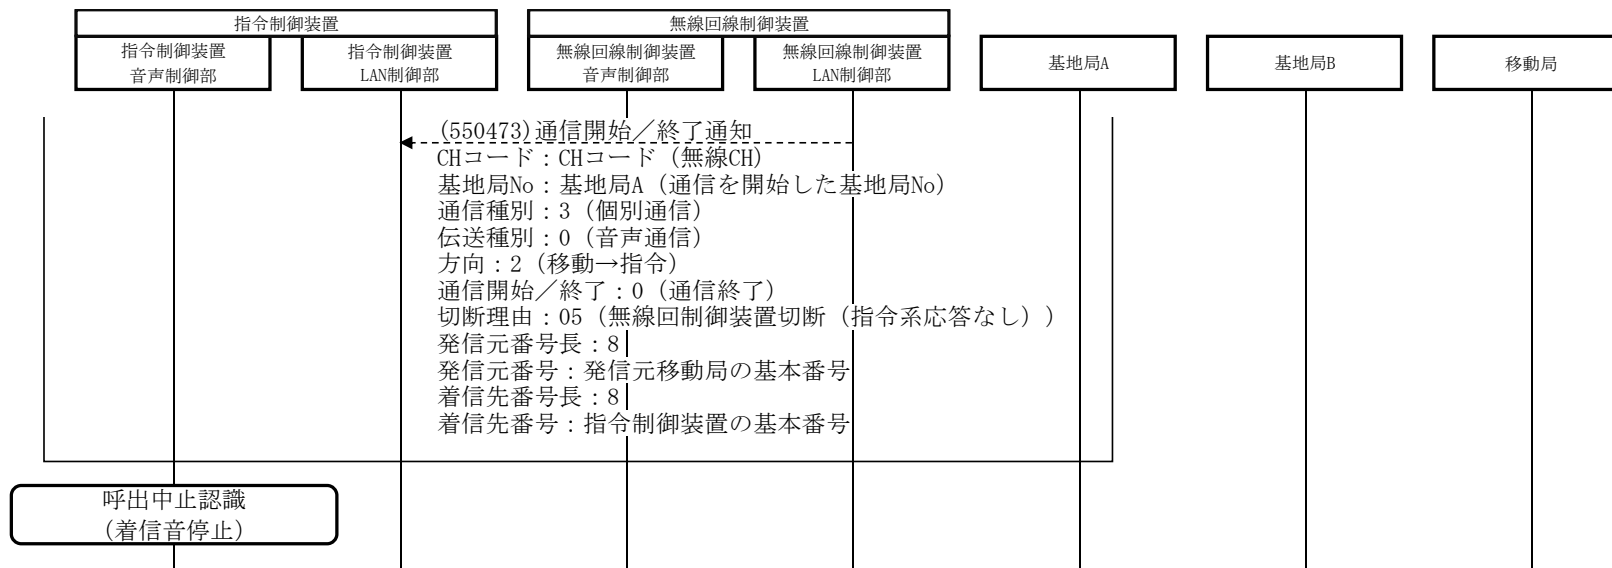 指令制御装置
無線回線制御装置
指令制御装置
音声制御部
指令制御装置
LAN制御部
無線回線制御装置
音声制御部
無線回線制御装置
LAN制御部
基地局A
基地局B
移動局
(550473)通信開始／終了通知
CHコード：CHコード（無線CH）
基地局No：基地局A（通信を開始した基地局No）
通信種別：3（個別通信）
伝送種別：0（音声通信）
方向：2（移動→指令）
通信開始／終了：0（通信終了）
切断理由：05（無線回制御装置切断（指令系応答なし））
発信元番号長：8
発信元番号：発信元移動局の基本番号
着信先番号長：8
着信先番号：指令制御装置の基本番号
呼出中止認識
（着信音停止）